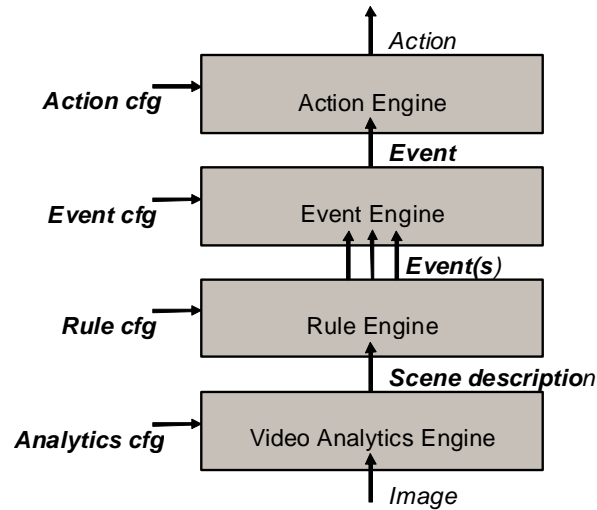 Action
Action cfg
Action Engine
Event
Event cfg
Event Engine
Event(s)
Rule cfg
Rule Engine
Scene description
Analytics cfg
Video Analytics Engine
Image